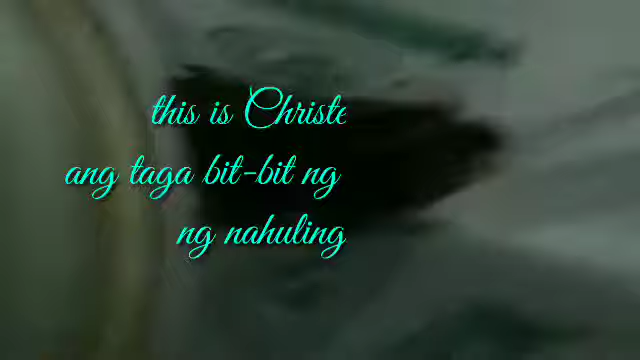 this is Christe
ang taga bit-bit ng
ng nahuling